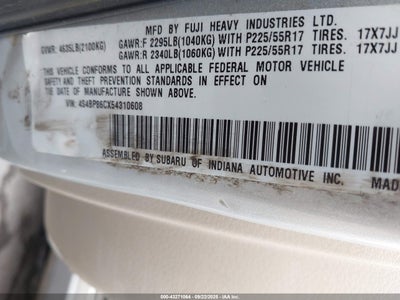 MFD BY FUJI HEAVY INDUSTRIES LTD.
GVWR: 4635LB(2100KG) GAWR:F 2295LB(1040KG) WITH P225/55R17 TIRES. 17X7JJ
GAWR:R 2340LB(1060KG) WITH P225/55R17 TIRES. 17X7JJ
THIS VEHICLE CONFORMS TO ALL APPLICABLE FEDERAL MOTOR VEHICLE
SAFETY AND THEFT PREVENTION STANDARDS IN EFFECT ON THE
DATE OF MANUFACTURE SHOWN ABOVE.
VIN: 4S4BP86CX54310608
ASSEMBLED BY SUBARU OF INDIANA AUTOMOTIVE INC. MAD
500-43271064 - 09/22/2025 - IAA Inc.